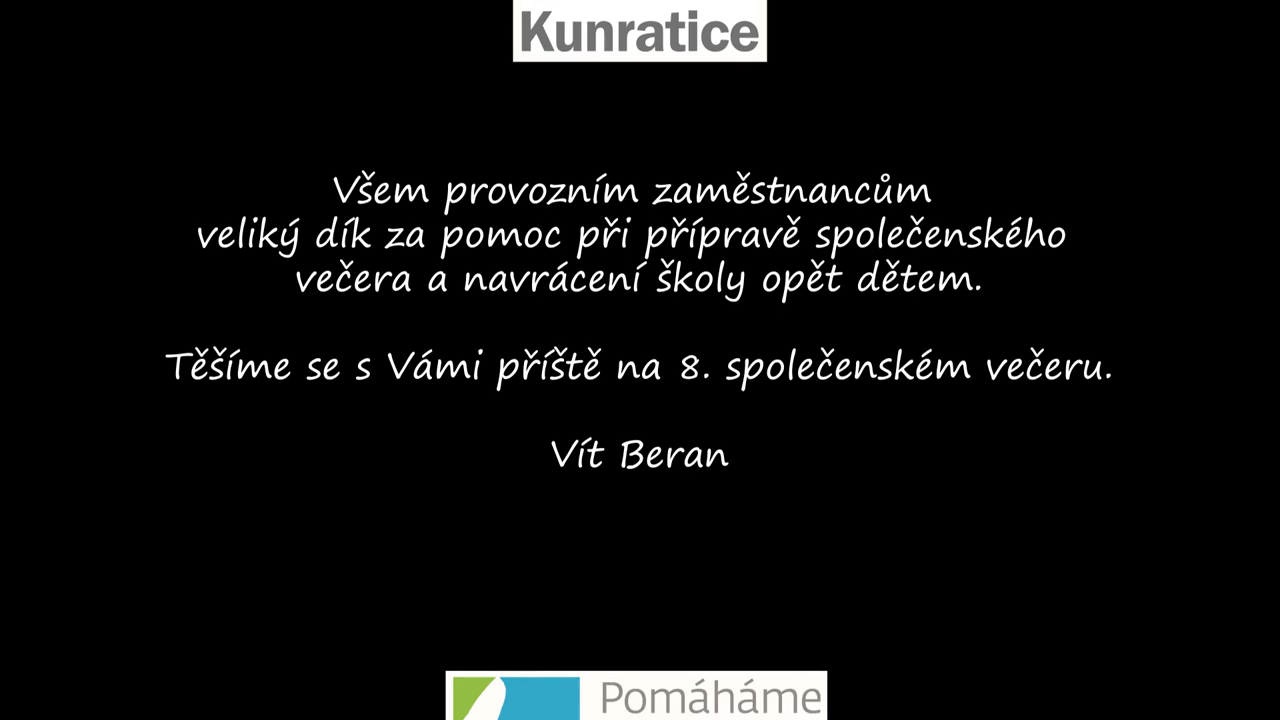 Kunratice
Všem provozním zaměstnancům
veliký dík za pomoc při přípravě společenského
večera a navrácení školy opět dětem.
Těšíme se s Vámi příště na 8. společenském večeru.
Vít Beran
Pomáháme